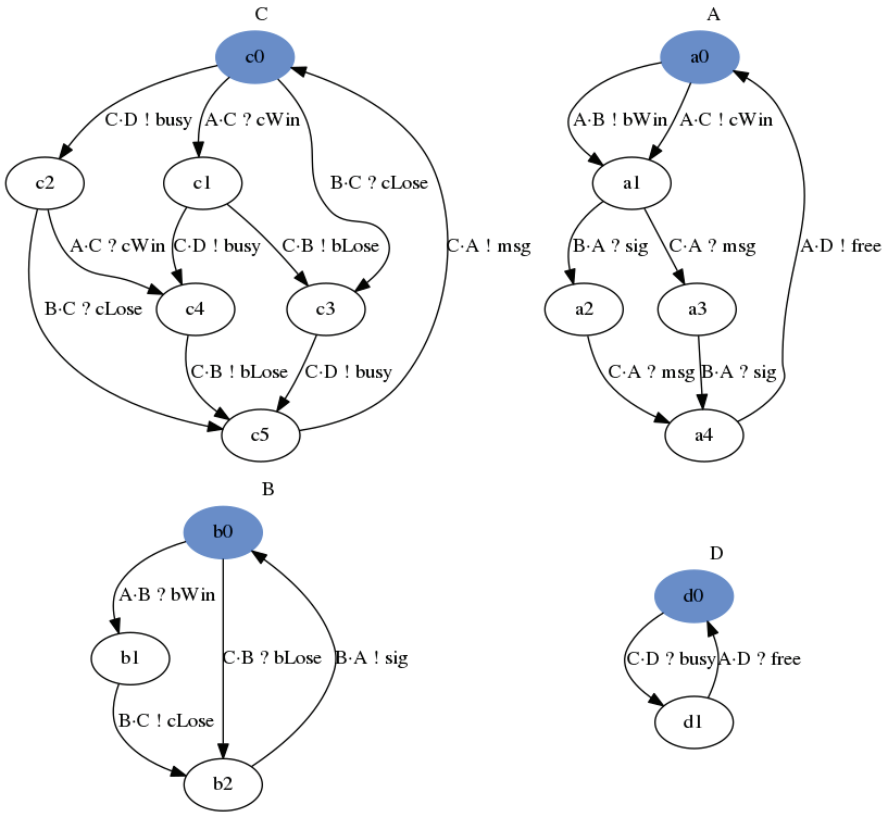 C
A
c0
a0
C·D ! busy
A·C ? cWin
A·B ! bWin
A·C ! cWin
c2
c1
B·C ? cLose
a1
A·C ? cWin
C·D ! busy
C·B ! bLose
C·A ! msg
B·A ? sig
C·A ? msg
A·D ! free
B·C ? cLose
c4
c3
a2
a3
C·B ! bLose
C·D ! busy
C·A ? msg
B·A ? sig
c5
a4
B
b0
D
A·B ? bWin
d0
b1
C·B ? bLose
B·A ! sig
C·D ? busy
A·D ? free
B·C ! cLose
d1
b2